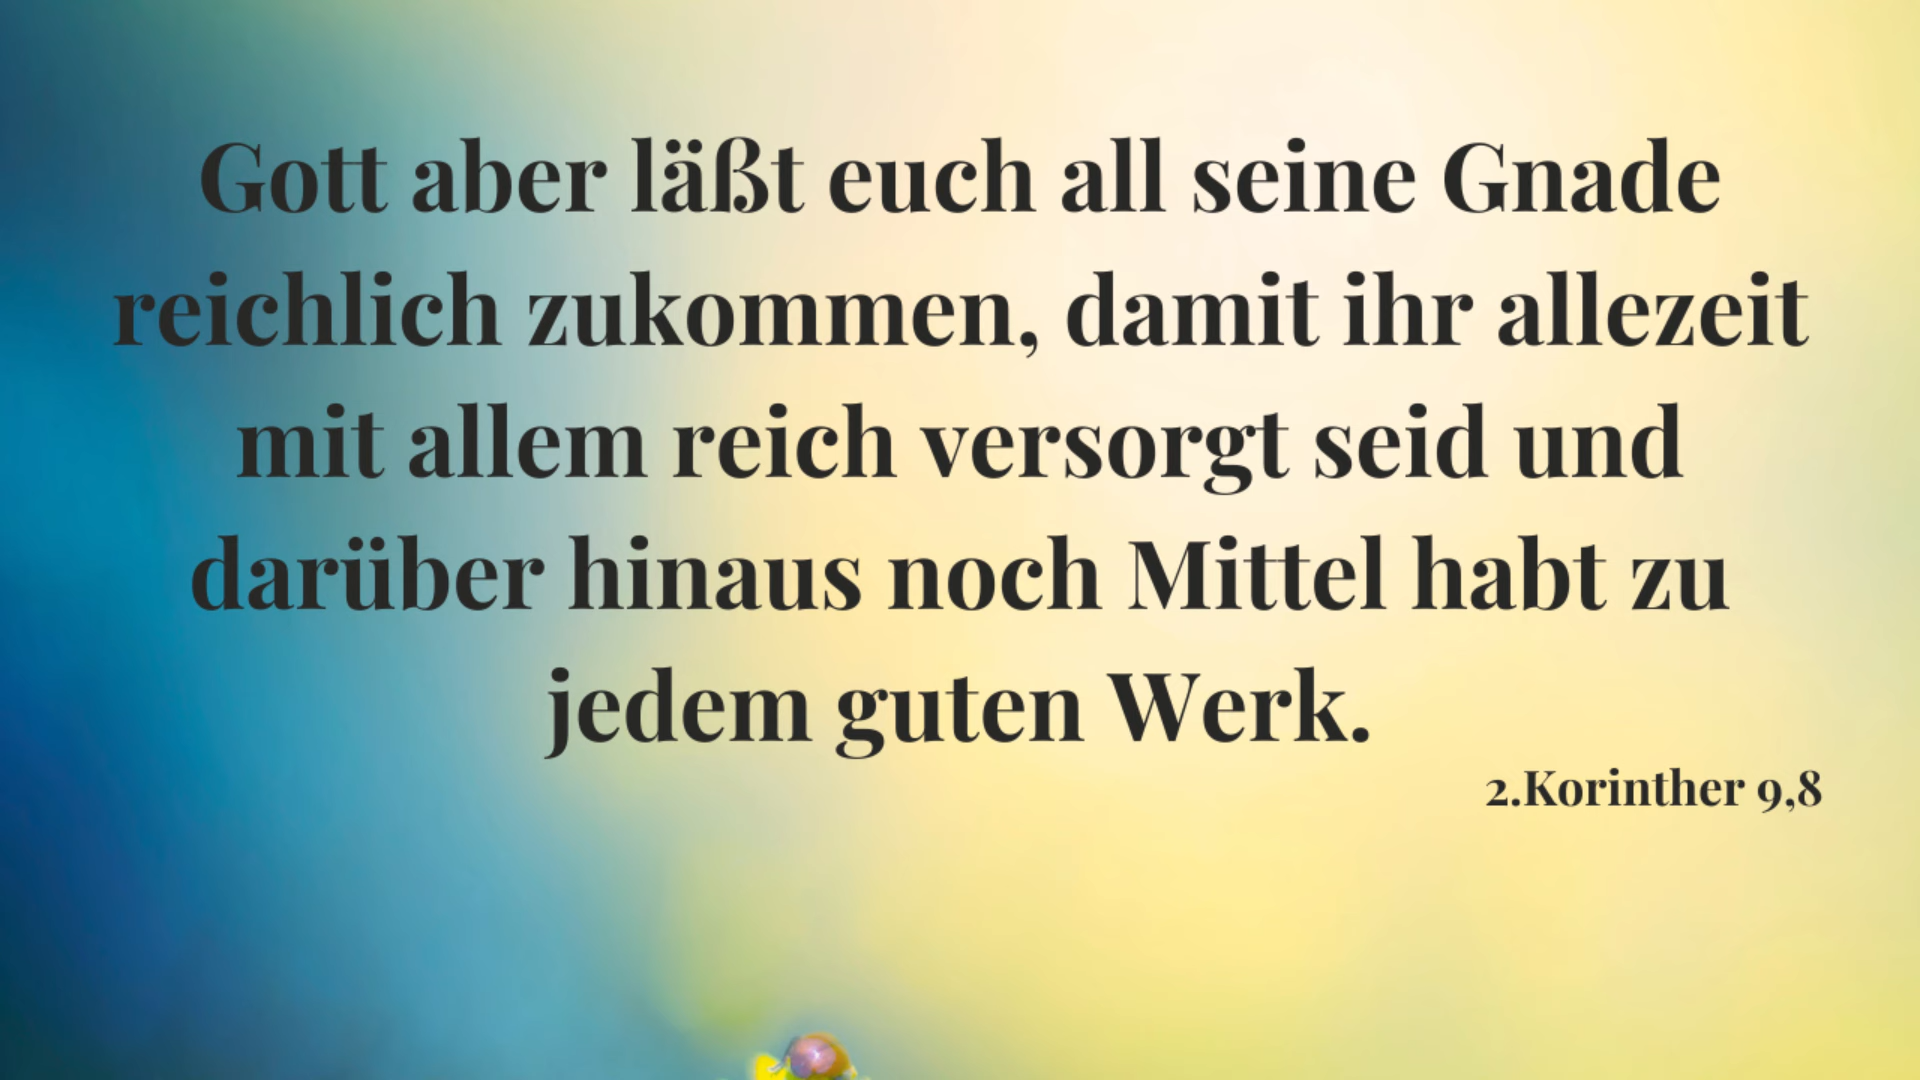 Gott aber läßt euch all seine Gnade
reichlich zukommen, damit ihr allezeit
mit allem reich versorgt seid und
darüber hinaus noch Mittel habt zu
jedem guten Werk.
2.Korinther 9,8